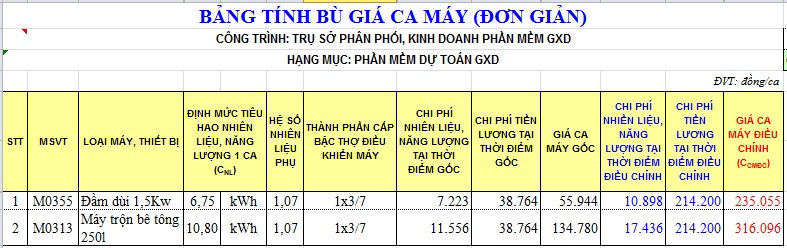 BẢNG TÍNH BÙ GIÁ CA MÁY (ĐƠN GIẢN)
CÔNG TRÌNH: TRỤ SỞ PHÂN PHỐI, KINH DOANH PHẦN MỀM GXD
HẠNG MỤC: PHẦN MỀM DỰ TOÁN GXD
ĐVT: đồng/ca
STT MSVT LOẠI MÁY, THIẾT BỊ ĐỊNH MỨC TIÊU HAO NHIÊN LIỆU, NĂNG LƯỢNG 1 CA (CNL) HỆ SỐ NHIÊN LIỆU PHỤ THÀNH PHẦN CẤP BẬC THỢ ĐIỀU KHIỂN MÁY CHI PHÍ NHIÊN LIỆU, NĂNG LƯỢNG TẠI THỜI ĐIỂM GỐC CHI PHÍ TIỀN LƯƠNG TẠI THỜI ĐIỂM GỐC GIÁ CA MÁY GỐC CHI PHÍ NHIÊN LIỆU, NĂNG LƯỢNG TẠI THỜI ĐIỂM ĐIỀU CHỈNH CHI PHÍ TIỀN LƯƠNG TẠI THỜI ĐIỂM ĐIỀU CHỈNH GIÁ CA MÁY ĐIỀU CHỈNH (CCMĐC)
1 M0355 Đầm dùi 1,5Kw 6,75 kWh 1,07 1x3/7 7.223 38.764 55.944 10.898 214.200 235.055
2 M0313 Máy trộn bê tông 250l 10,80 kWh 1,07 1x3/7 11.556 38.764 134.780 17.436 214.200 316.096